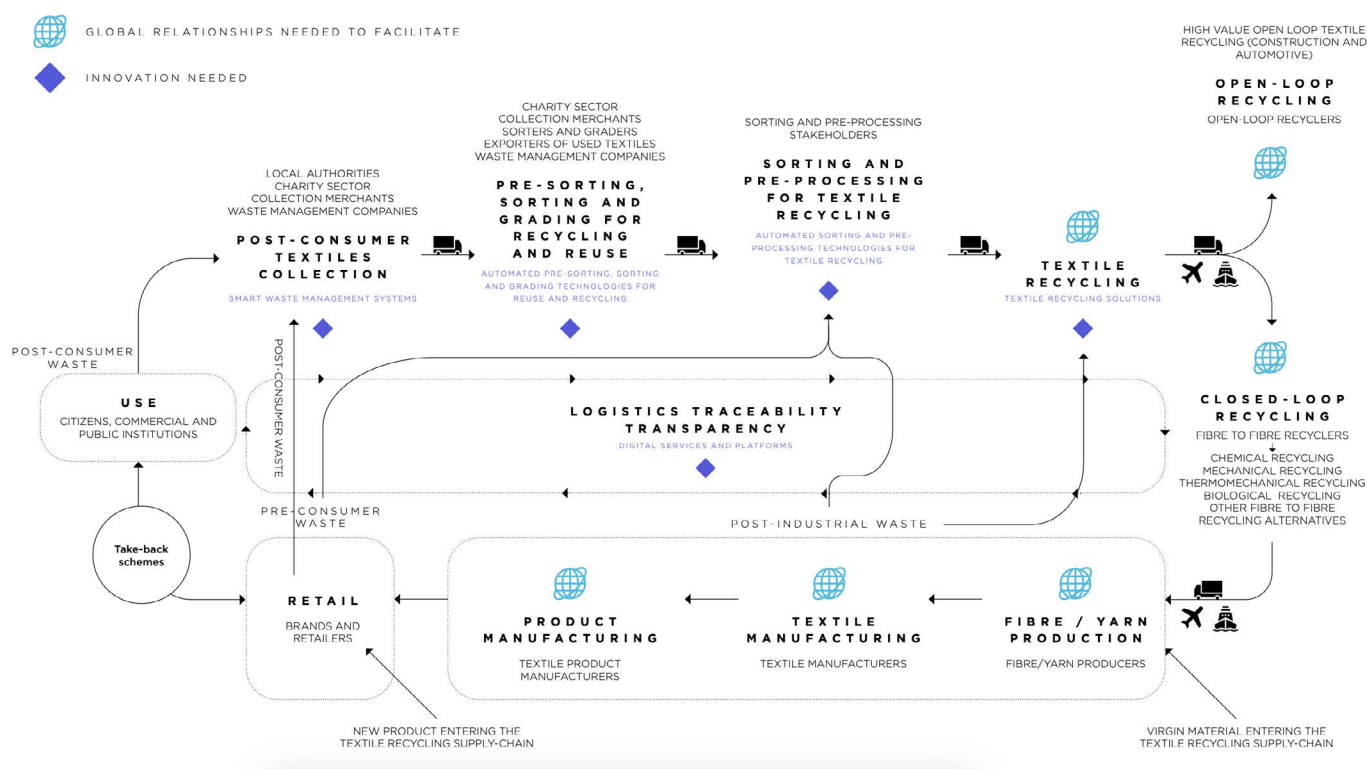 GLOBAL RELATIONSHIPS NEEDED TO FACILITATE
INNOVATION NEEDED
HIGH VALUE OPEN LOOP TEXTILE
RECYCLING (CONSTRUCTION AND
AUTOMOTIVE)
OPEN-LOOP
RECYCLING
OPEN-LOOP RECYCLERS
LOCAL AUTHORITIES
CHARITY SECTOR
COLLECTION MERCHANTS
WASTE MANAGEMENT COMPANIES
POST-CONSUMER
TEXTILES
COLLECTION
SMART WASTE MANAGEMENT SYSTEMS
CHARITY SECTOR
COLLECTION MERCHANTS
SORTERS AND GRADERS
EXPORTERS OF USED TEXTILES
WASTE MANAGEMENT COMPANIES
PRE-SORTING,
SORTING AND
GRADING FOR
RECYCLING
AND REUSE
AUTOMATED PRE-SORTING, SORTING
AND GRADING TECHNOLOGIES FOR
REUSE AND RECYCLING
SORTING AND PRE-PROCESSING
STAKEHOLDERS
SORTING AND
PRE-PROCESSING
FOR TEXTILE
RECYCLING
AUTOMATED SORTING AND PRE-
PROCESSING TECHNOLOGIES FOR
TEXTILE RECYCLING
TEXTILE
RECYCLING
TEXTILE RECYCLING SOLUTIONS
POST-CONSUMER
WASTE
USE
CITIZENS, COMMERCIAL AND
PUBLIC INSTITUTIONS
POST-CONSUMER WASTE
LOGISTICS TRACEABILITY
TRANSPARENCY
DIGITAL SERVICES AND PLATFORMS
CLOSED-LOOP
RECYCLING
FIBRE TO FIBRE RECYCLERS
CHEMICAL RECYCLING
MECHANICAL RECYCLING
THERMOMECHANICAL RECYCLING
BIOLOGICAL RECYCLING
OTHER FIBRE TO FIBRE
RECYCLING ALTERNATIVES
PRE-CONSUMER
WASTE
POST-INDUSTRIAL WASTE
Take-back
schemes
RETAIL
BRANDS AND
RETAILERS
PRODUCT
MANUFACTURING
TEXTILE PRODUCT
MANUFACTURERS
TEXTILE
MANUFACTURING
TEXTILE MANUFACTURERS
FIBRE / YARN
PRODUCTION
FIBRE/YARN PRODUCERS
NEW PRODUCT ENTERING THE
TEXTILE RECYCLING SUPPLY-CHAIN
VIRGIN MATERIAL ENTERING THE
TEXTILE RECYCLING SUPPLY-CHAIN